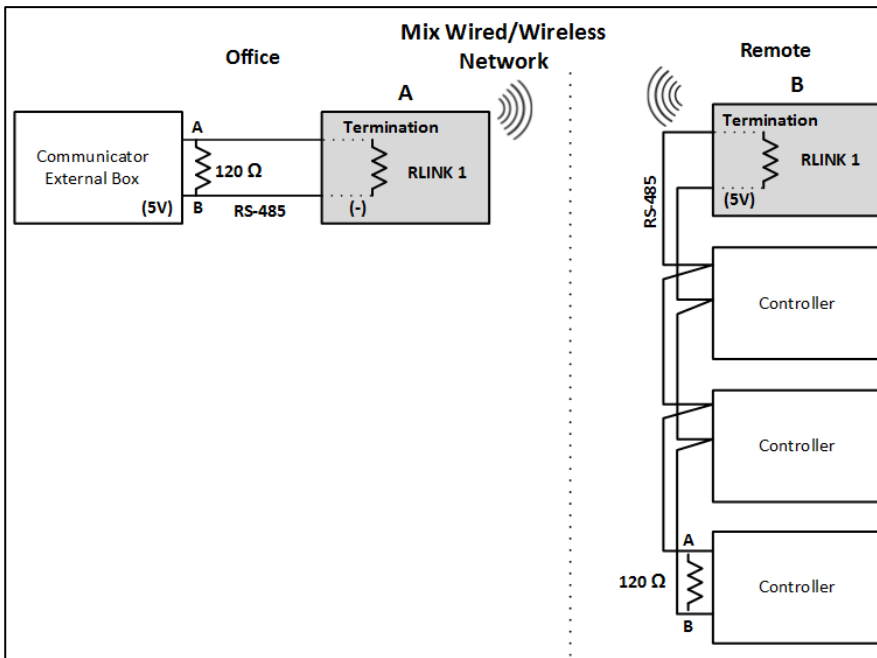 Mix Wired/Wireless
Network
Office
Remote
A
B
Communicator
External Box
(5V)
A
120 Ω
B
RS-485
Termination
RLINK 1
(-)
Termination
RLINK 1
(5V)
RS-485
Controller
Controller
A
120 Ω
B
Controller